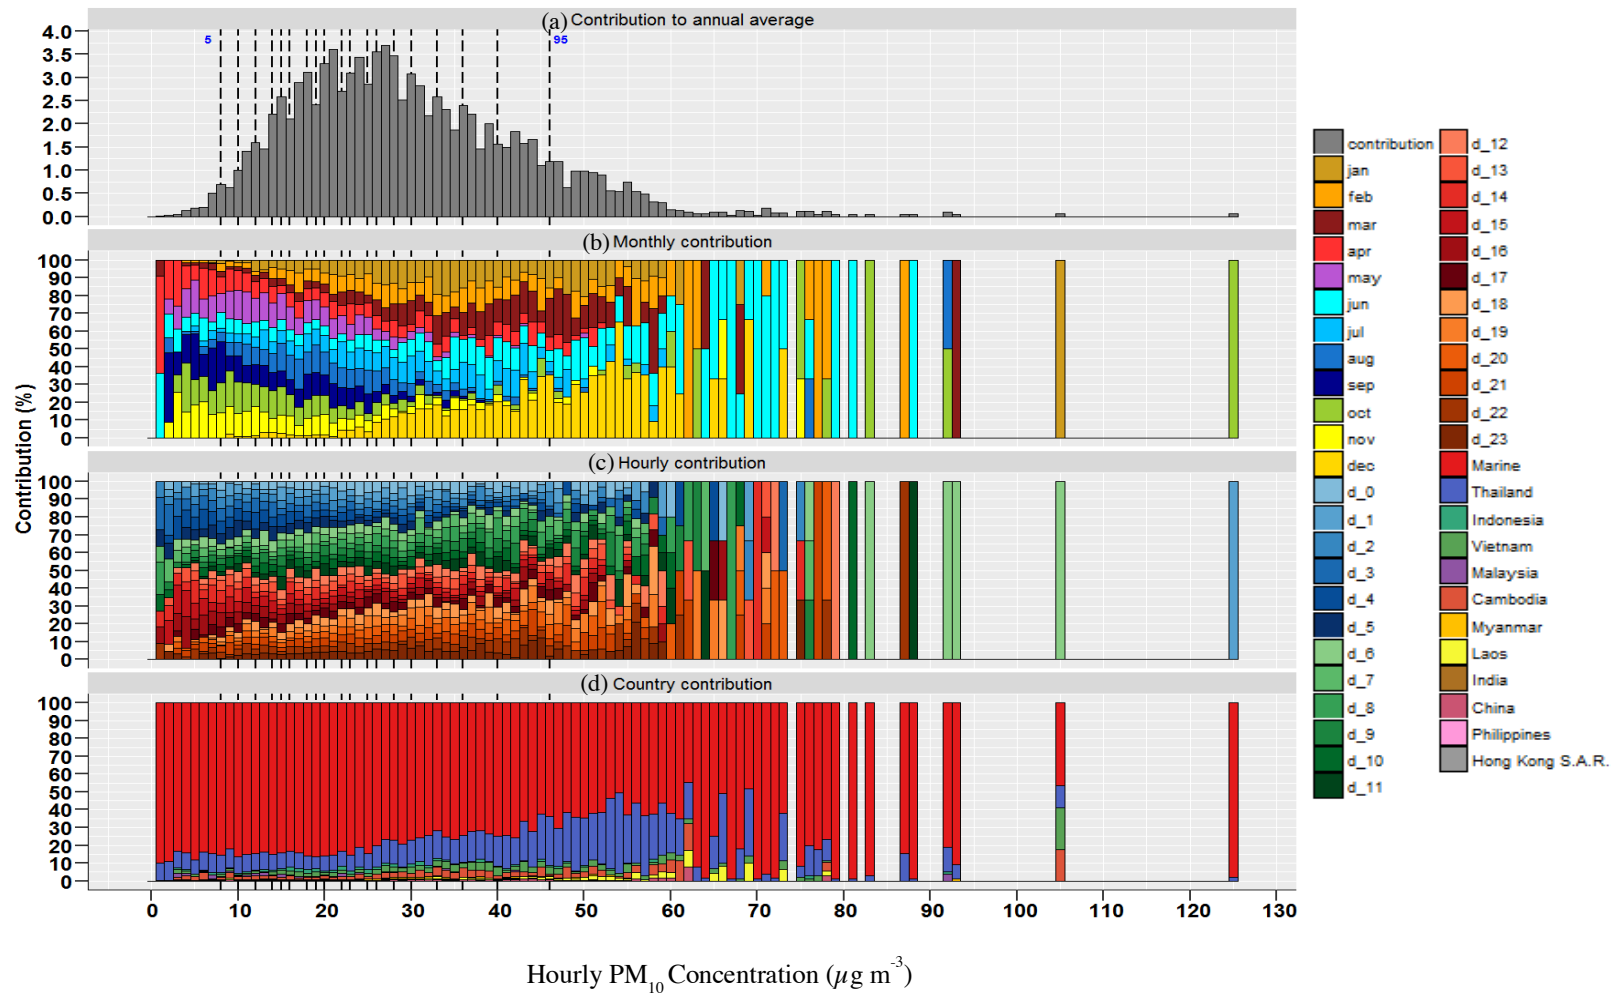 (a) Contribution to annual average
4.0
3.5
3.0
2.5
2.0
1.5
1.0
0.5
0.0
5
95
(b) Monthly contribution
100
90
80
70
60
50
40
30
20
10
0
(c) Hourly contribution
100
90
80
70
60
50
40
30
20
10
0
(d) Country contribution
100
90
80
70
60
50
40
30
20
10
0
Contribution (%)
0 10 20 30 40 50 60 70 80 90 100 110 120 130
Hourly PM10 Concentration (µg m-3)
contribution
jan
feb
mar
apr
may
jun
jul
aug
sep
oct
nov
dec
d_0
d_1
d_2
d_3
d_4
d_5
d_6
d_7
d_8
d_9
d_10
d_11
d_12
d_13
d_14
d_15
d_16
d_17
d_18
d_19
d_20
d_21
d_22
d_23
Marine
Thailand
Indonesia
Vietnam
Malaysia
Cambodia
Myanmar
Laos
India
China
Philippines
Hong Kong S.A.R.